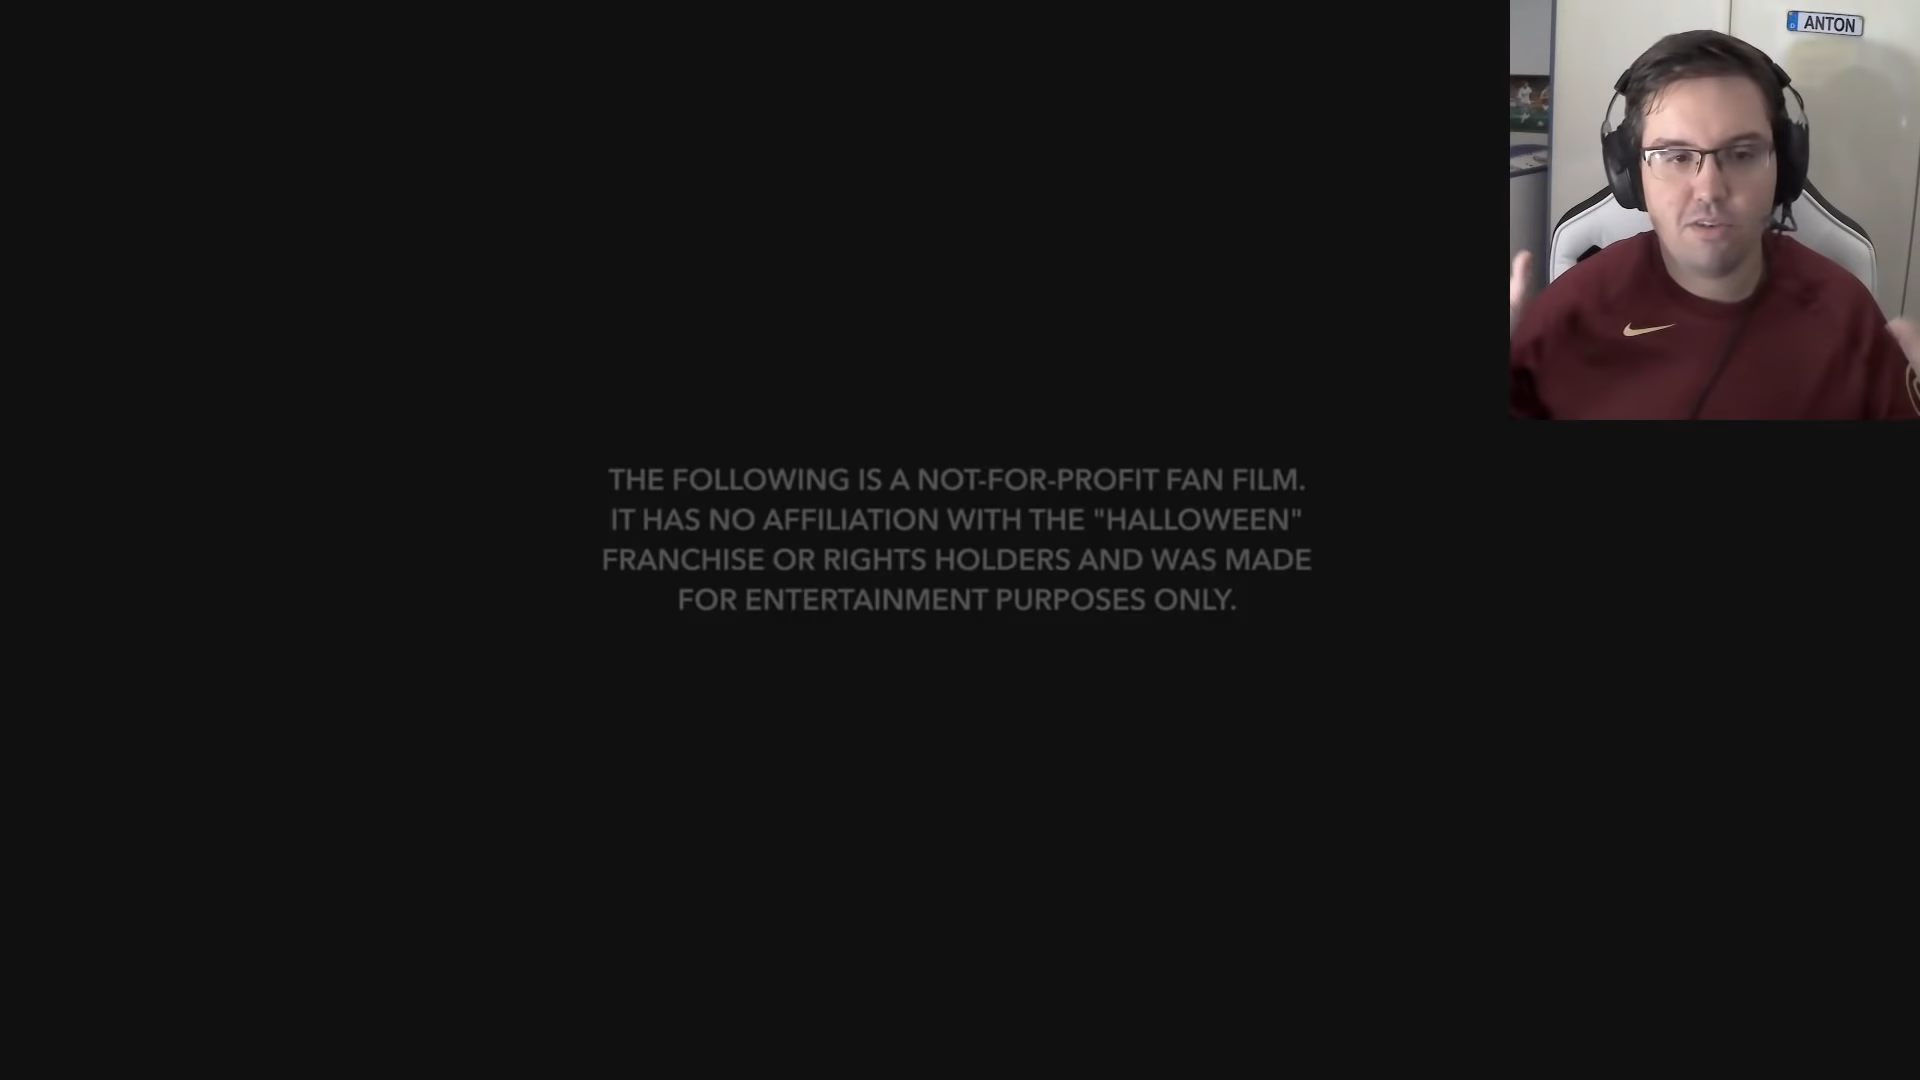 ANTON
THE FOLLOWING IS A NOT-FOR-PROFIT FAN FILM.
IT HAS NO AFFILIATION WITH THE "HALLOWEEN"
FRANCHISE OR RIGHTS HOLDERS AND WAS MADE
FOR ENTERTAINMENT PURPOSES ONLY.